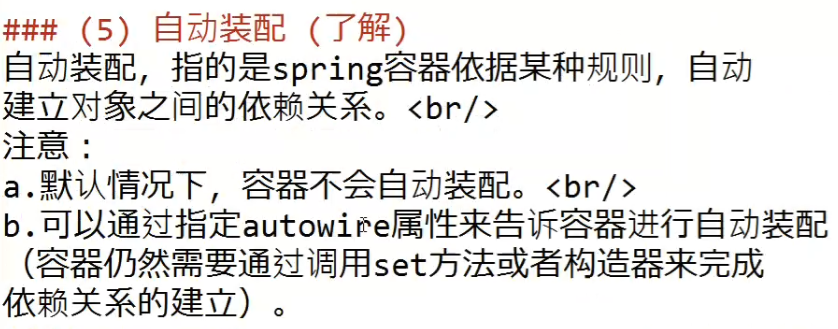 ### (5) 自动装配 (了解)
自动装配，指的是spring容器依据某种规则，自动
建立对象之间的依赖关系。<br/>
注意：
a.默认情况下，容器不会自动装配。<br/>
b.可以通过指定autowire属性来告诉容器进行自动装配
（容器仍然需要通过调用set方法或者构造器来完成
依赖关系的建立）。